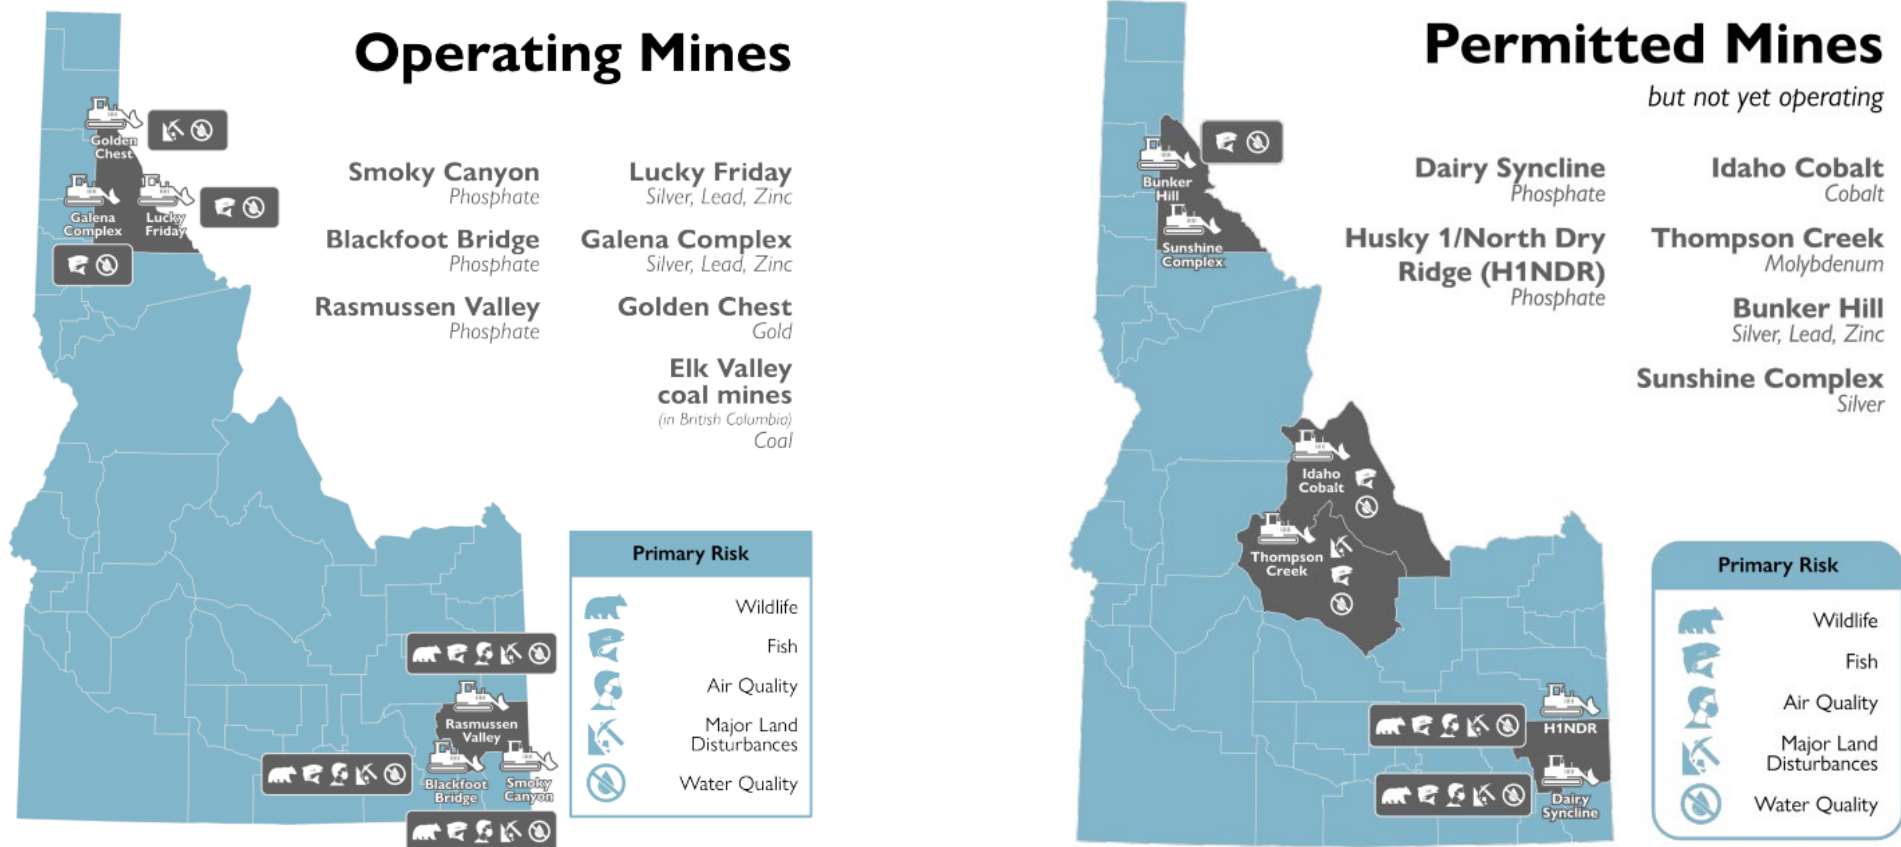 Operating Mines
Golden
Chest
Galena
Complex
Lucky
Friday
Smoky Canyon
Phosphate
Blackfoot Bridge
Phosphate
Rasmussen Valley
Phosphate
Lucky Friday
Silver, Lead, Zinc
Galena Complex
Silver, Lead, Zinc
Golden Chest
Gold
Elk Valley
coal mines
(in British Columbia)
Coal
Rasmussen
Valley
Blackfoot
Bridge
Smoky
Canyon
Primary Risk
Wildlife
Fish
Air Quality
Major Land
Disturbances
Water Quality
Permitted Mines
but not yet operating
Bunker
Hill
Sunshine
Complex
Dairy Syncline
Phosphate
Husky 1/North Dry
Ridge (H1NDR)
Phosphate
Idaho Cobalt
Cobalt
Thompson Creek
Molybdenum
Bunker Hill
Silver, Lead, Zinc
Sunshine Complex
Silver
Idaho
Cobalt
Thompson
Creek
H1NDR
Dairy
Syncline
Primary Risk
Wildlife
Fish
Air Quality
Major Land
Disturbances
Water Quality